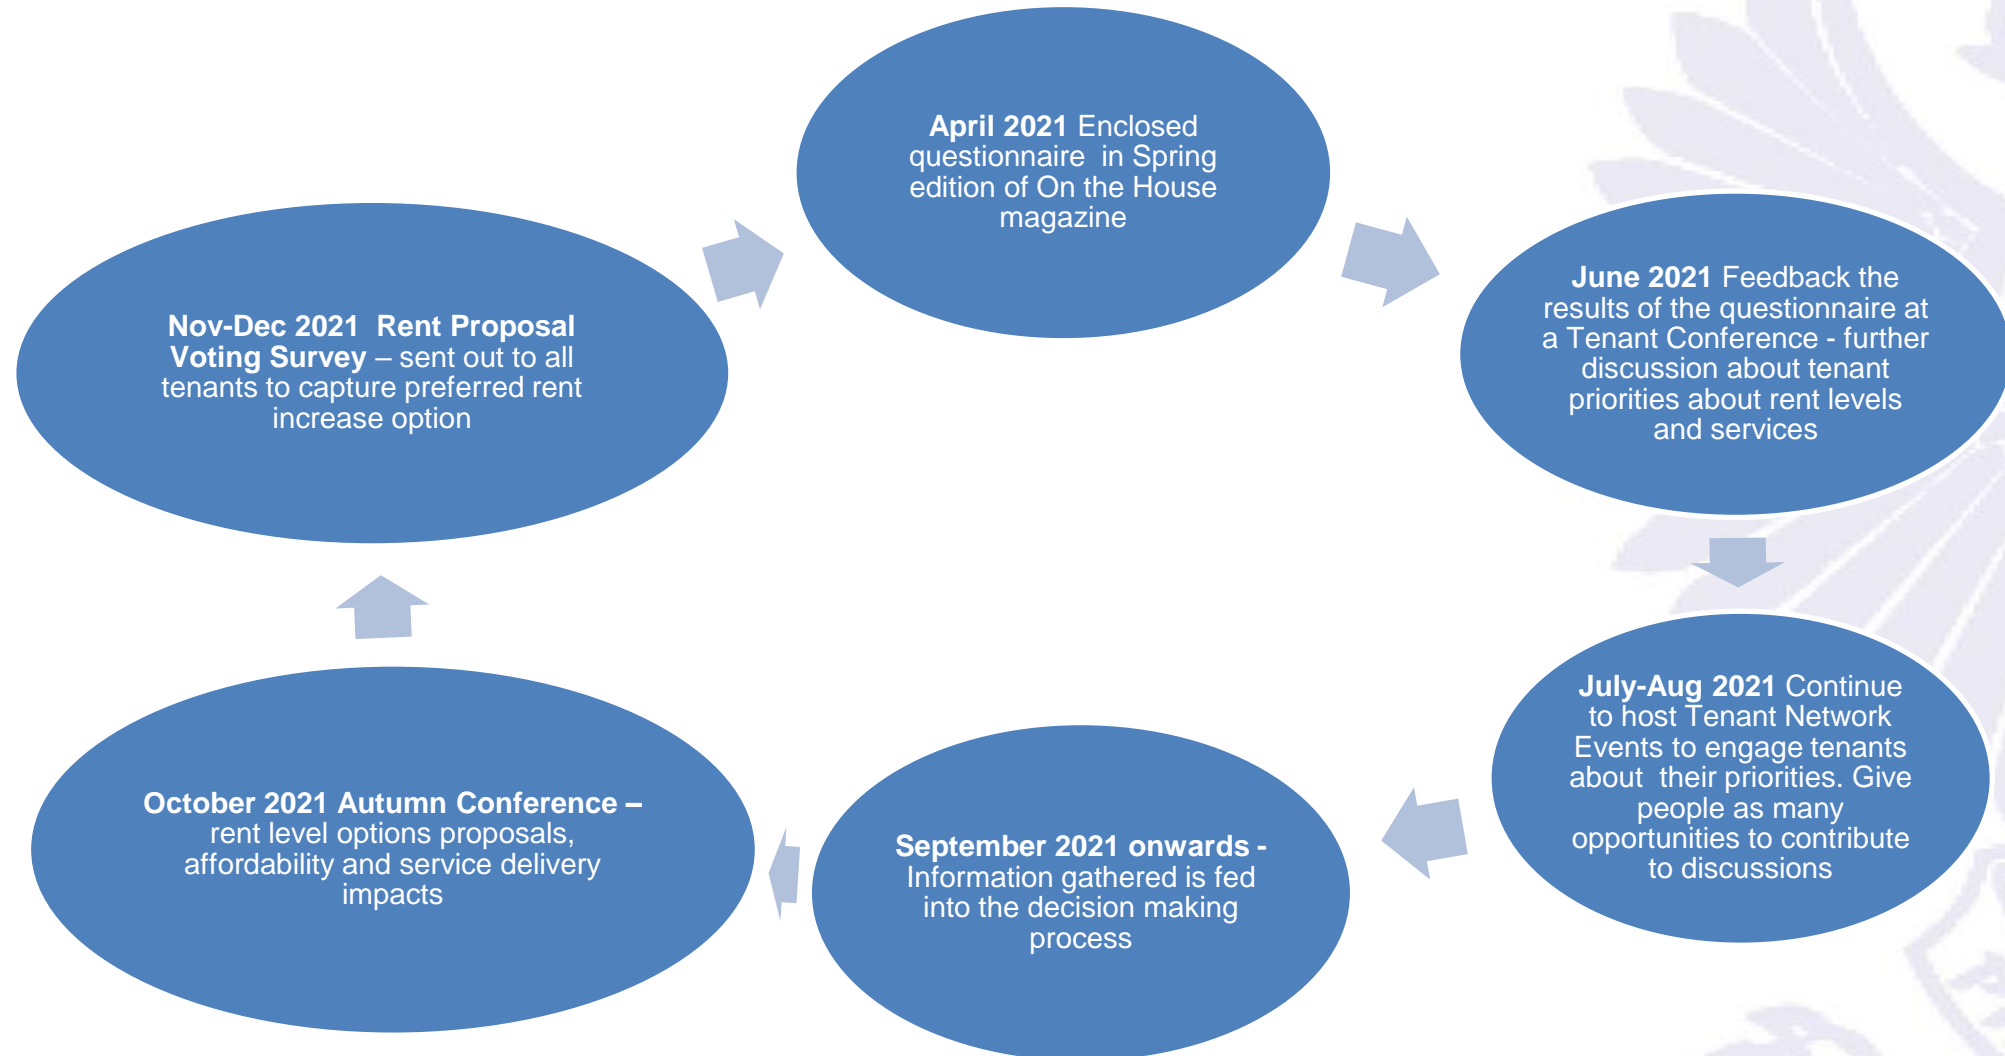 April 2021 Enclosed
questionnaire  in Spring
edition of On the House
magazine
June 2021 Feedback the
results of the questionnaire at
a Tenant Conference - further
discussion about tenant
priorities about rent levels
and services
July-Aug 2021 Continue
to host Tenant Network
Events to engage tenants
about  their priorities. Give
people as many
opportunities to contribute
to discussions
September 2021 onwards -
Information gathered is fed
into the decision making
process
October 2021 Autumn Conference –
rent level options proposals,
affordability and service delivery
impacts
Nov-Dec 2021  Rent Proposal
Voting Survey – sent out to all
tenants to capture preferred rent
increase option